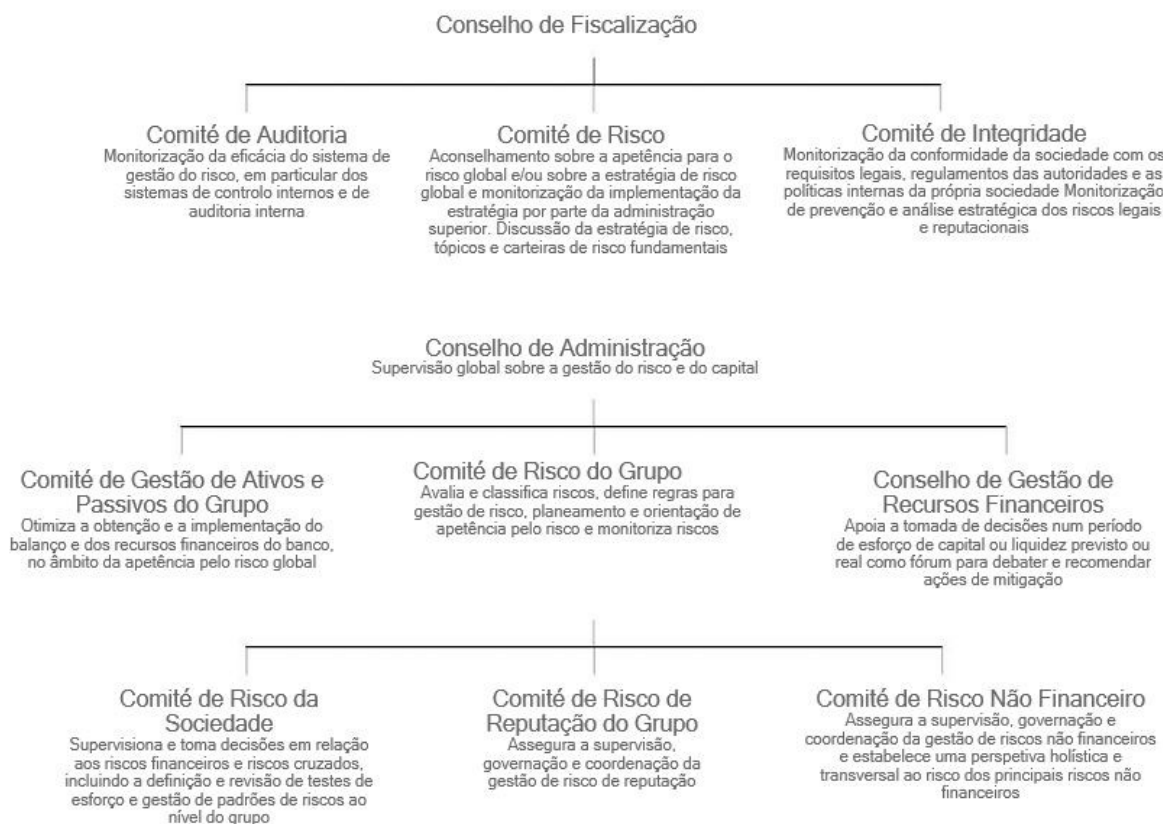 Conselho de Fiscalização
Comité de Auditoria
Monitorização da eficácia do sistema de
gestão do risco, em particular dos
sistemas de controlo internos e de
auditoria interna
Comité de Risco
Aconselhamento sobre a apetência para o
risco global e/ou sobre a estratégia de risco
global e monitorização da implementação da
estratégia por parte da administração
superior. Discussão da estratégia de risco,
tópicos e carteiras de risco fundamentais
Comité de Inteqridade
Monitorização da conformidade da sociedade com os
requisitos legais, regulamentos das autoridades e as
políticas internas da própria sociedade Monitorização
de prevenção e análise estratégica dos riscos legais
e reputacionais
Conselho de Administração
Supervisão global sobre a gestão do risco e do capital
Comité de Gestão de Ativos e
Passivos do Grupo
Otimiza a obtenção e a implementação do
balanço e dos recursos financeiros do banco,
no âmbito da apetência pelo risco global
Comité de Risco do Grupo
Avalia e classifica riscos, define regras para
gestão de risco, planeamento e orientação de
apetência pelo risco e monitoriza riscos
Conselho de Gestão de
Recursos Financeiros
Apoia a tomada de decisões num período
de esforço de capital ou liquidez previsto ou
real como fórum para debater e recomendar
ações de mitigação
Comité de Risco da
Sociedade
Supervisiona e toma decisões em relação
aos riscos financeiros e riscos cruzados,
incluindo a definição e revisão de testes de
esforço e gestão de padrões de riscos ao
nível do grupo
Comité de Risco de
Reputação do Grupo
Assegura a supervisão,
governação e coordenação da
gestão de risco de reputação
Comité de Risco Não Financeiro
Assegura a supervisão, governação e
coordenação da gestão de riscos não financeiros
e estabelece uma perspetiva holística e
transversal ao risco dos principais riscos não
financeiros